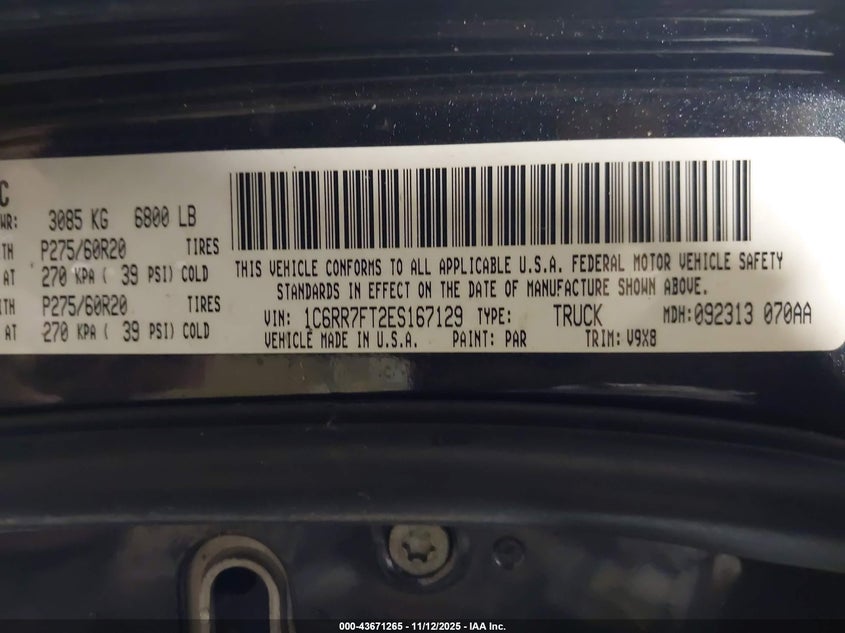 C
WR: 3085 KG 6800 LB
TH P275/60R20 TIRES
AT 270 KPA ( 39 PSI) COLD
ITH P275/60R20 TIRES
AT 270 KPA ( 39 PSI) COLD
THIS VEHICLE CONFORMS TO ALL APPLICABLE U.S.A. FEDERAL MOTOR VEHICLE SAFETY
STANDARDS IN EFFECT ON THE DATE OF MANUFACTURE SHOWN ABOVE.
VIN: 1C6RR7FT2ES167129 TYPE: TRUCK MDH:092313 070AA
VEHICLE MADE IN U.S.A. PAINT: PAR TRIM: V9X8
000-43671265 - 11/12/2025 - IAA Inc.